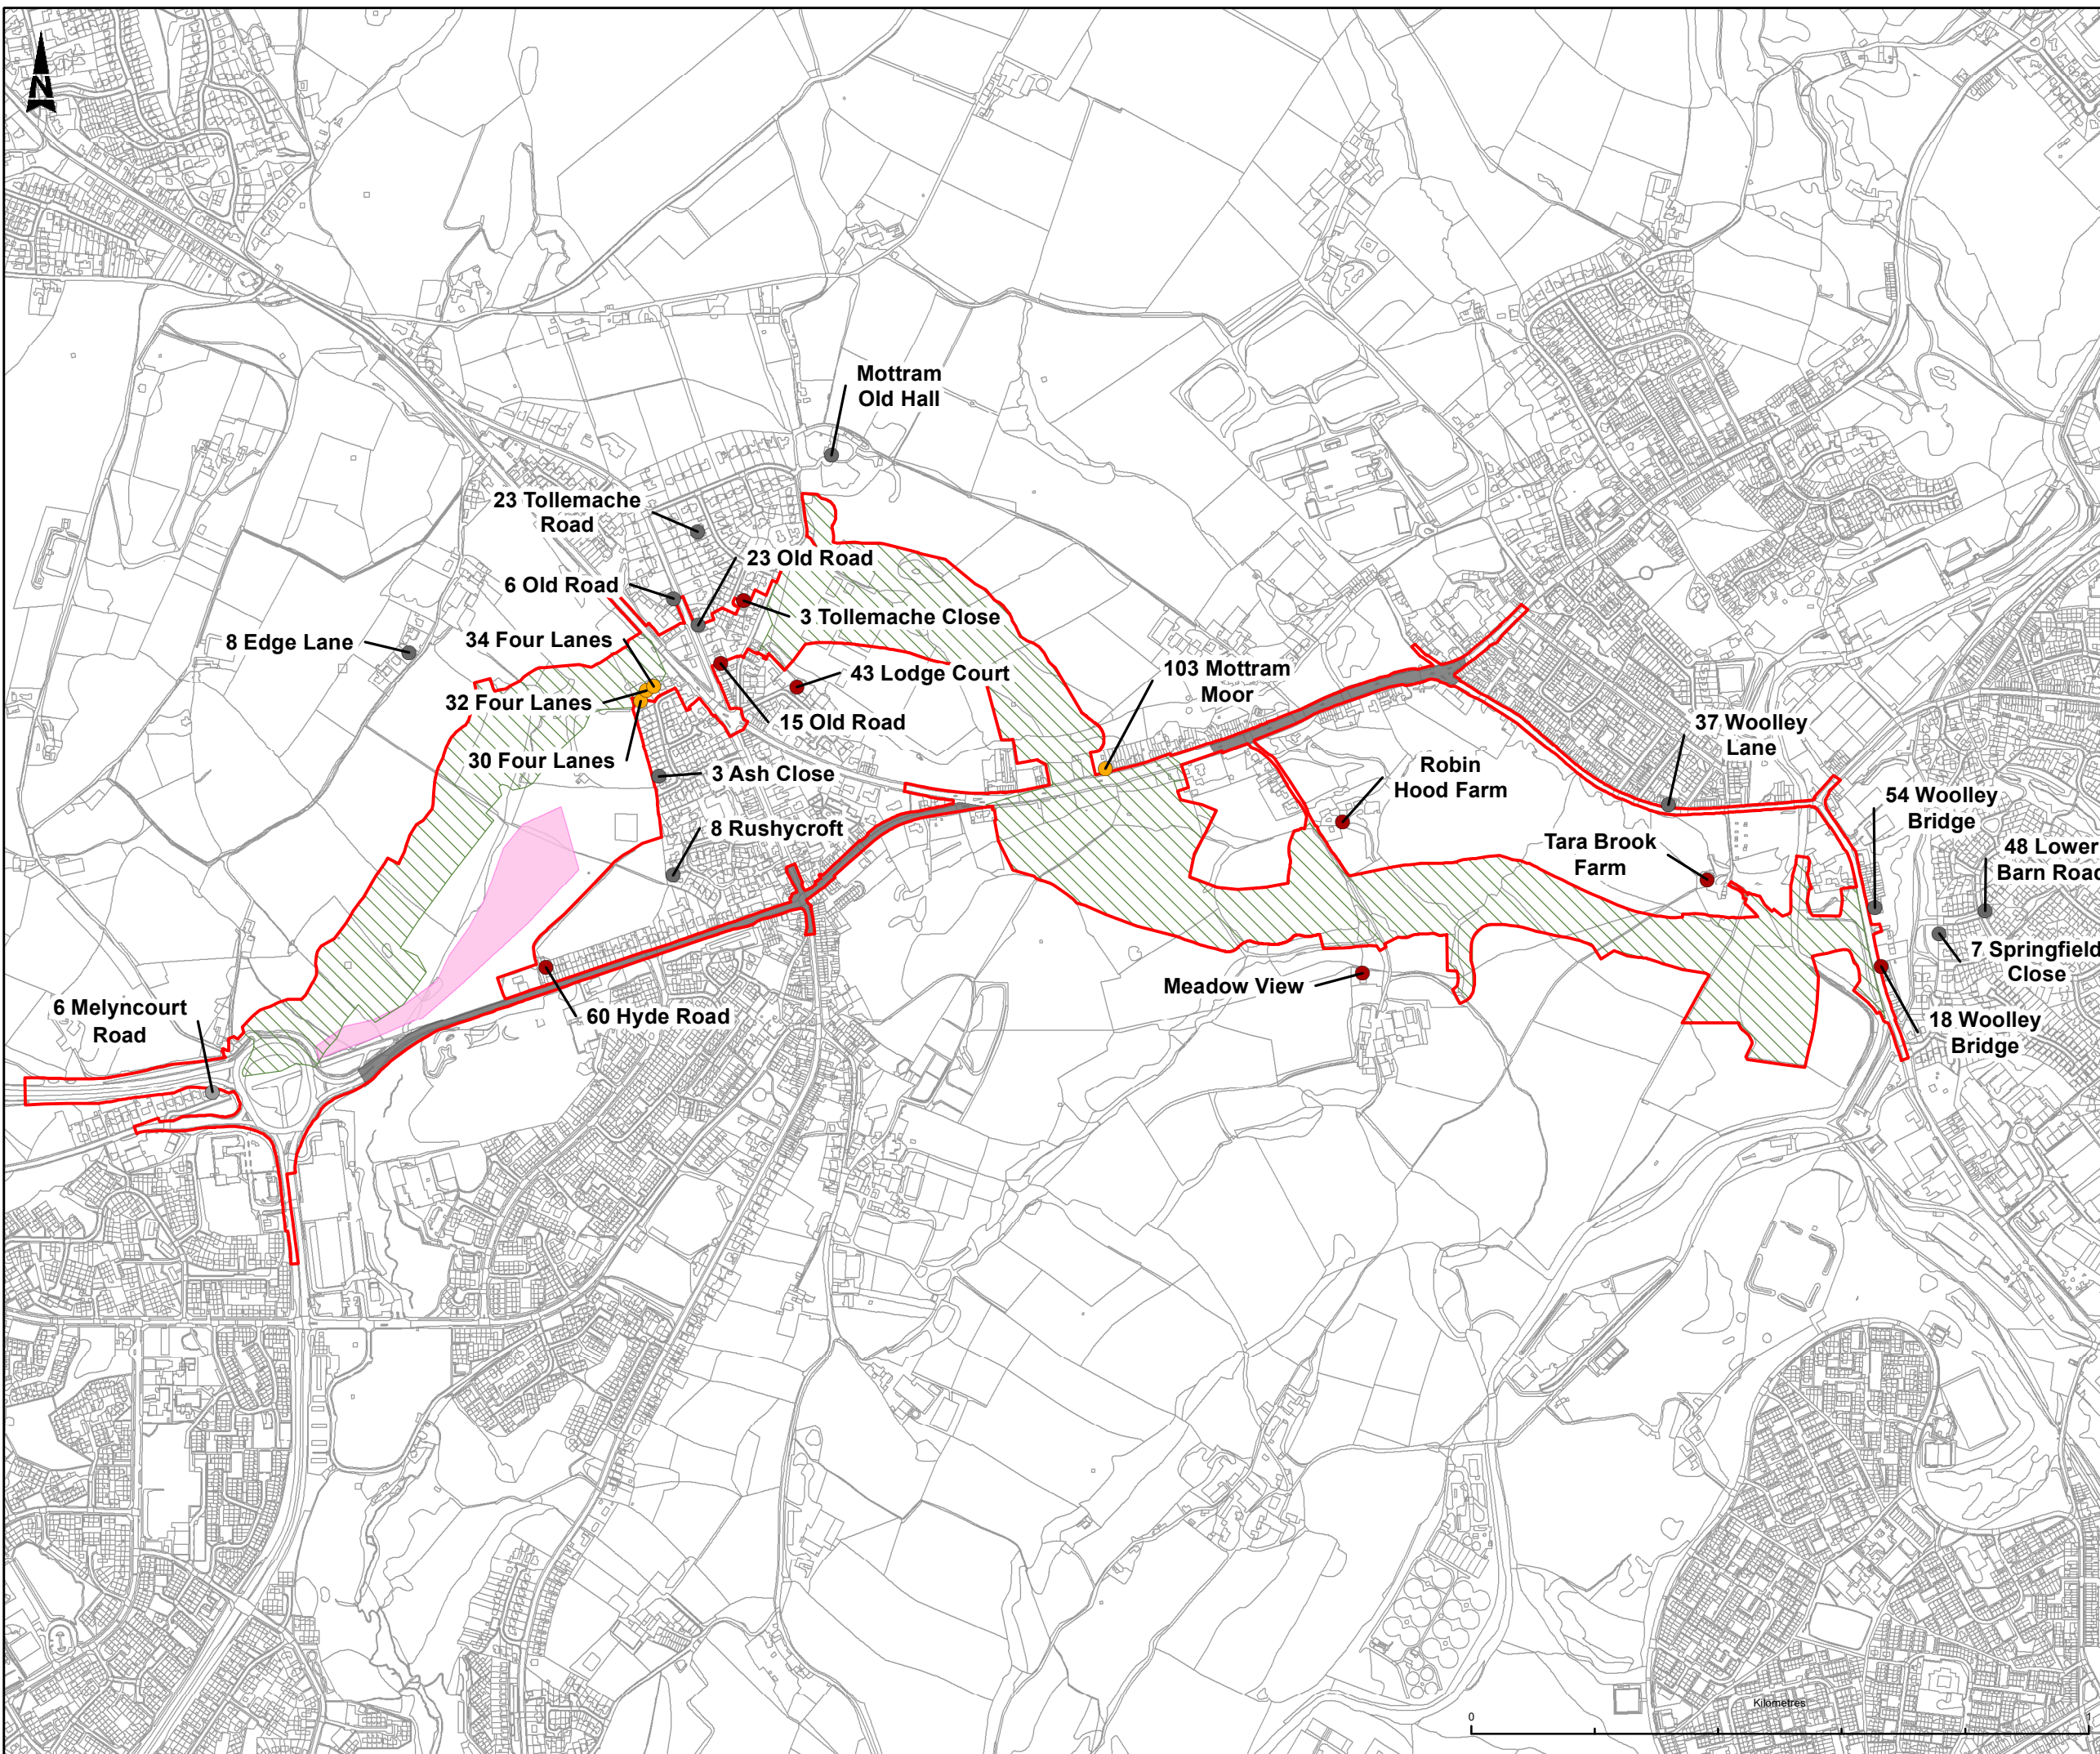 N
Mottram
Old Hall
23 Tollemache
Road
23 Old Road
6 Old Road
3 Tollemache Close
34 Four Lanes
8 Edge Lane
43 Lodge Court
103 Mottram
Moor
32 Four Lanes
15 Old Road
37 Woolley
Lane
30 Four Lanes
3 Ash Close
Robin
Hood Farm
54 Woolley
Bridge
8 Rushycroft
Tara Brook
Farm
48 Lower
Barn Road
7 Springfield
Close
Meadow View
6 Melyncourt
Road
60 Hyde Road
18 Woolley
Bridge
Kilometres
0 1